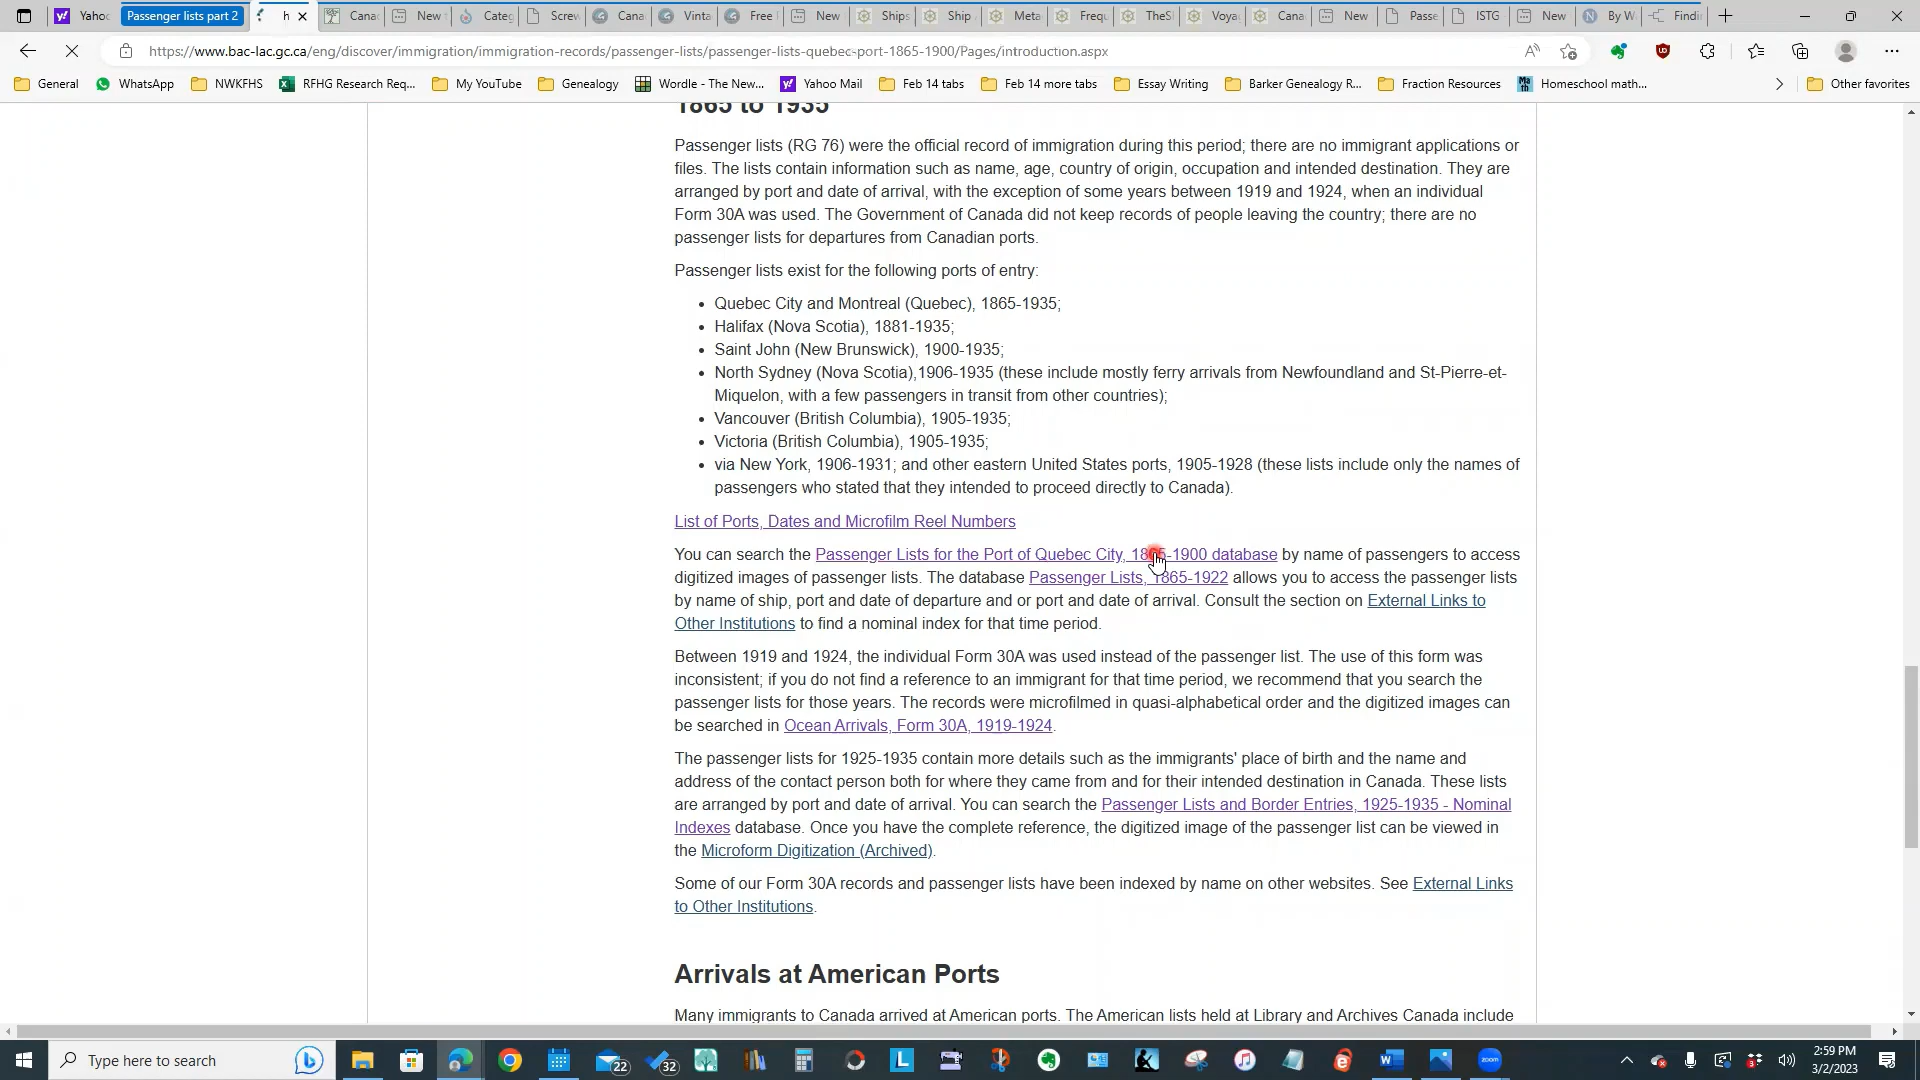 Yahoo
Passenger lists part 2
h
Cana
New
Categ
Screw
Cana
Vinta
Free
New
Ships
Ship
Meta
Frequ
TheSl
Voya
Cana
New
Passe
ISTG
New
By W
Findi
https://www.bac-lac.gc.ca/eng/discover/immigration/immigration-records/passenger-lists/passenger-lists-quebec-port-1865-1900/Pages/introduction.aspx
General
WhatsApp
NWKFHS
RFHG Research Req...
My YouTube
Genealogy
Wordle - The New...
Yahoo Mail
Feb 14 tabs
Feb 14 more tabs
Essay Writing
Barker Genealogy R...
Fraction Resources
Homeschool math...
Other favorites
1865 to 1935
Passenger lists (RG 76) were the official record of immigration during this period; there are no immigrant applications or
files. The lists contain information such as name, age, country of origin, occupation and intended destination. They are
arranged by port and date of arrival, with the exception of some years between 1919 and 1924, when an individual
Form 30A was used. The Government of Canada did not keep records of people leaving the country; there are no
passenger lists for departures from Canadian ports.
Passenger lists exist for the following ports of entry:
• Quebec City and Montreal (Quebec), 1865-1935;
• Halifax (Nova Scotia), 1881-1935;
• Saint John (New Brunswick), 1900-1935;
• North Sydney (Nova Scotia),1906-1935 (these include mostly ferry arrivals from Newfoundland and St-Pierre-et-
Miquelon, with a few passengers in transit from other countries);
• Vancouver (British Columbia), 1905-1935;
• Victoria (British Columbia), 1905-1935;
• via New York, 1906-1931; and other eastern United States ports, 1905-1928 (these lists include only the names of
passengers who stated that they intended to proceed directly to Canada).
List of Ports, Dates and Microfilm Reel Numbers
You can search the Passenger Lists for the Port of Quebec City, 1865-1900 database by name of passengers to access
digitized images of passenger lists. The database Passenger Lists, 1865-1922 allows you to access the passenger lists
by name of ship, port and date of departure and or port and date of arrival. Consult the section on External Links to
Other Institutions to find a nominal index for that time period.
Between 1919 and 1924, the individual Form 30A was used instead of the passenger list. The use of this form was
inconsistent; if you do not find a reference to an immigrant for that time period, we recommend that you search the
passenger lists for those years. The records were microfilmed in quasi-alphabetical order and the digitized images can
be searched in Ocean Arrivals, Form 30A, 1919-1924.
The passenger lists for 1925-1935 contain more details such as the immigrants' place of birth and the name and
address of the contact person both for where they came from and for their intended destination in Canada. These lists
are arranged by port and date of arrival. You can search the Passenger Lists and Border Entries, 1925-1935 - Nominal
Indexes database. Once you have the complete reference, the digitized image of the passenger list can be viewed in
the Microform Digitization (Archived).
Some of our Form 30A records and passenger lists have been indexed by name on other websites. See External Links
to Other Institutions.
Arrivals at American Ports
Many immigrants to Canada arrived at American ports. The American lists held at Library and Archives Canada include
Type here to search
22
32
zoom
2:59 PM
3/2/2023